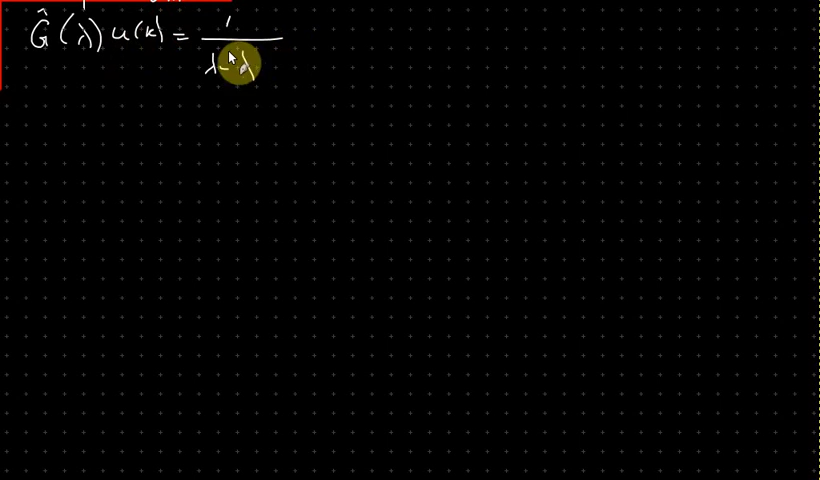 Ĝ(λ) u(k) = 1 / λ - λ